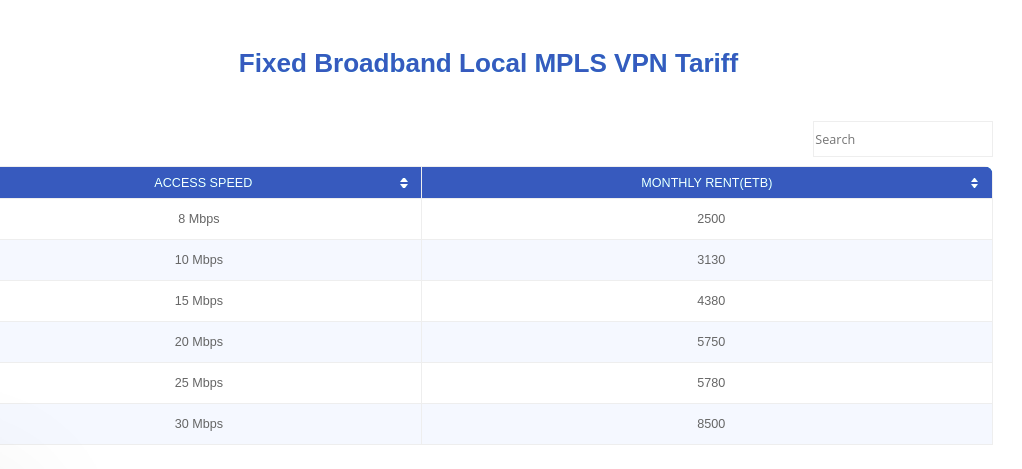 Fixed Broadband Local MPLS VPN Tariff
Search
ACCESS SPEED MONTHLY RENT(ETB)
8 Mbps 2500
10 Mbps 3130
15 Mbps 4380
20 Mbps 5750
25 Mbps 5780
30 Mbps 8500